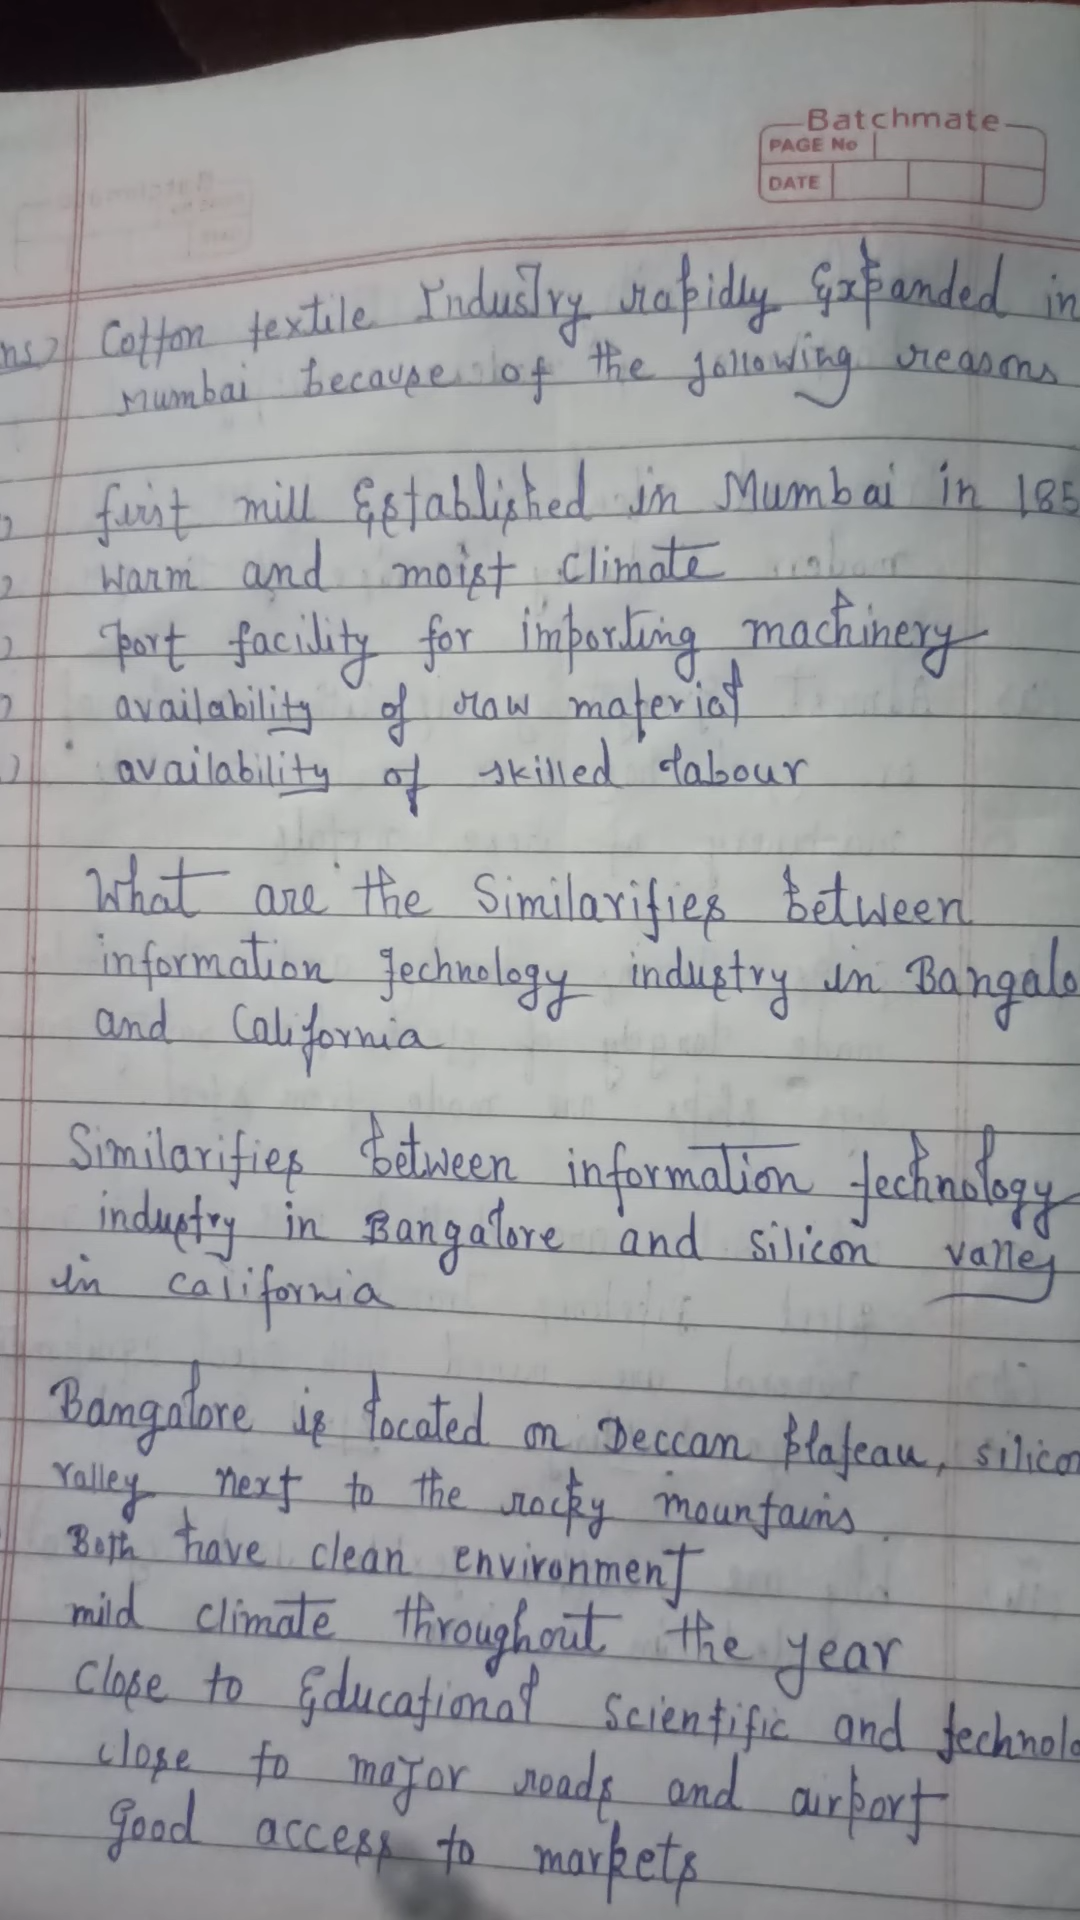 Batchmate
PAGE No
DATE
ns) Cotton textile Industry rapidly Expanded in
Mumbai because of the following reasons
first mill Established in Mumbai in 185
warm and moist climate
port facility for importing machinery
availability of raw material
availability of skilled labour
What are the Similarities between
information technology industry in Bangalo
and California
Similarities between information technology
industry in Bangalore and silicon valley
in california
Bangalore is located on Deccan plateau, silicon
valley next to the rocky mountains
Both have clean environment
mild climate throughout the year
Close to Educational Scientific and technolo
close to major roads and airport
Good access to markets